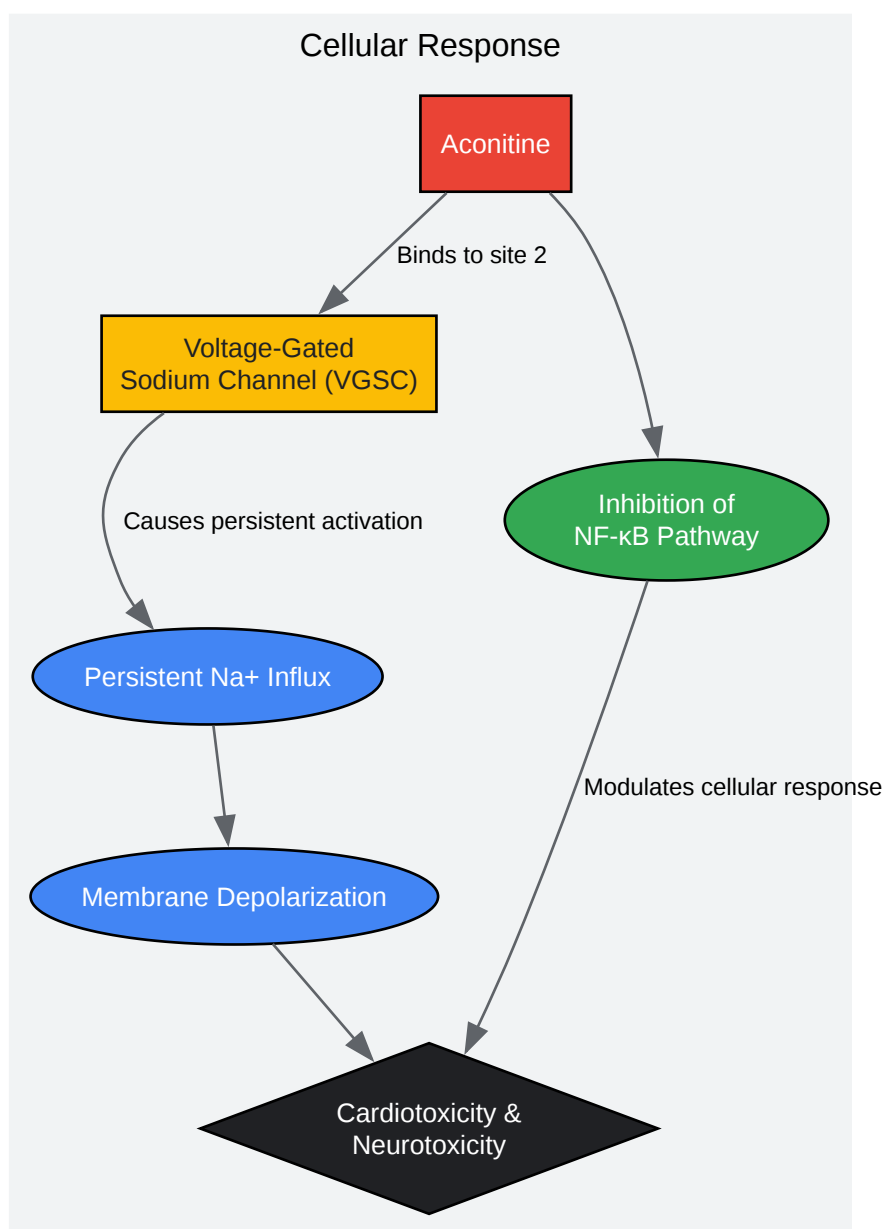 Cellular Response
Aconitine
Binds to site 2
Voltage-Gated
Sodium Channel (VGSC)
Inhibition of
NF-κB Pathway
Causes persistent activation
Persistent Na+ Influx
Modulates cellular response
Membrane Depolarization
Cardiotoxicity &
Neurotoxicity